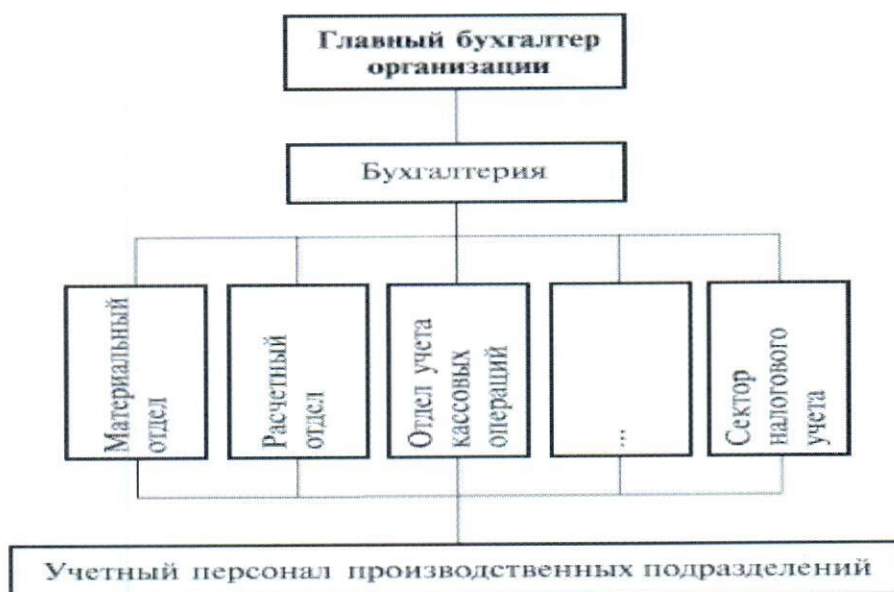 Главный бухгалтер
организации
Бухгалтерия
Материальный
отдел
Расчетный
отдел
Отдел учета
кассовых
операций
...
Сектор
налогового
учета
Учетный персонал производственных подразделений